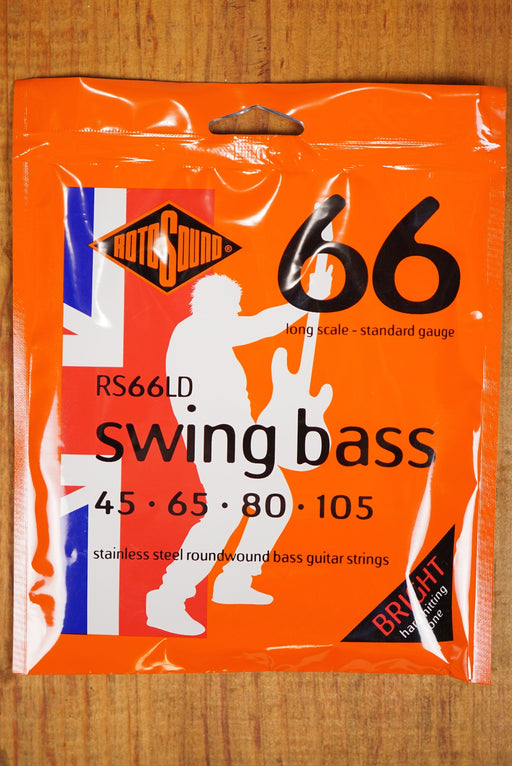 ROTOSOUND®
66
long scale - standard gauge
RS66LD
swing bass
45 · 65 · 80 · 105
stainless steel roundwound bass guitar strings
BRIGHT
hard hitting
tone